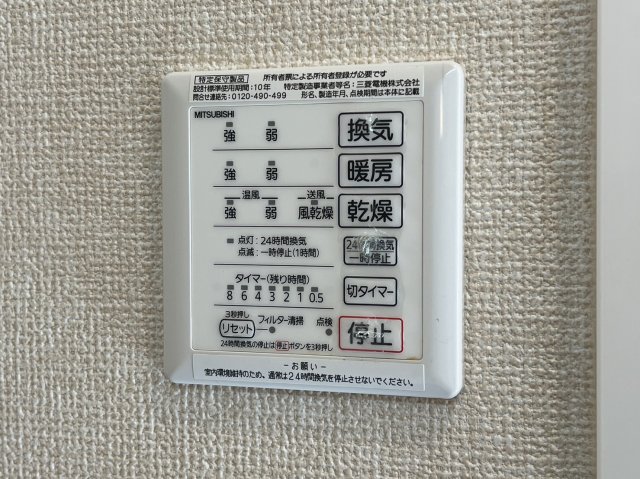 特定保守製品 所有者票による所有者登録が必要です
設計標準使用期間:10年 特定製造事業者等名:三菱電機株式会社
問合せ連絡先:0120-490-499 形名、製造年月、点検期間は本体に記載
MITSUBISHI
強 弱 換気
強 弱 暖房
温風 送風
強 弱 風乾燥 乾燥
点灯:24時間換気
点滅:一時停止(1時間)
24時間換気
一時停止
タイマー(残り時間)
8 6 4 3 2 1 0.5
切タイマー
3秒押し
リセット フィルター清掃 点検
停止
24時間換気の停止は停止ボタンを3秒押し
-お願い-
室内環境維持のため、通常は24時間換気を停止させないでください。